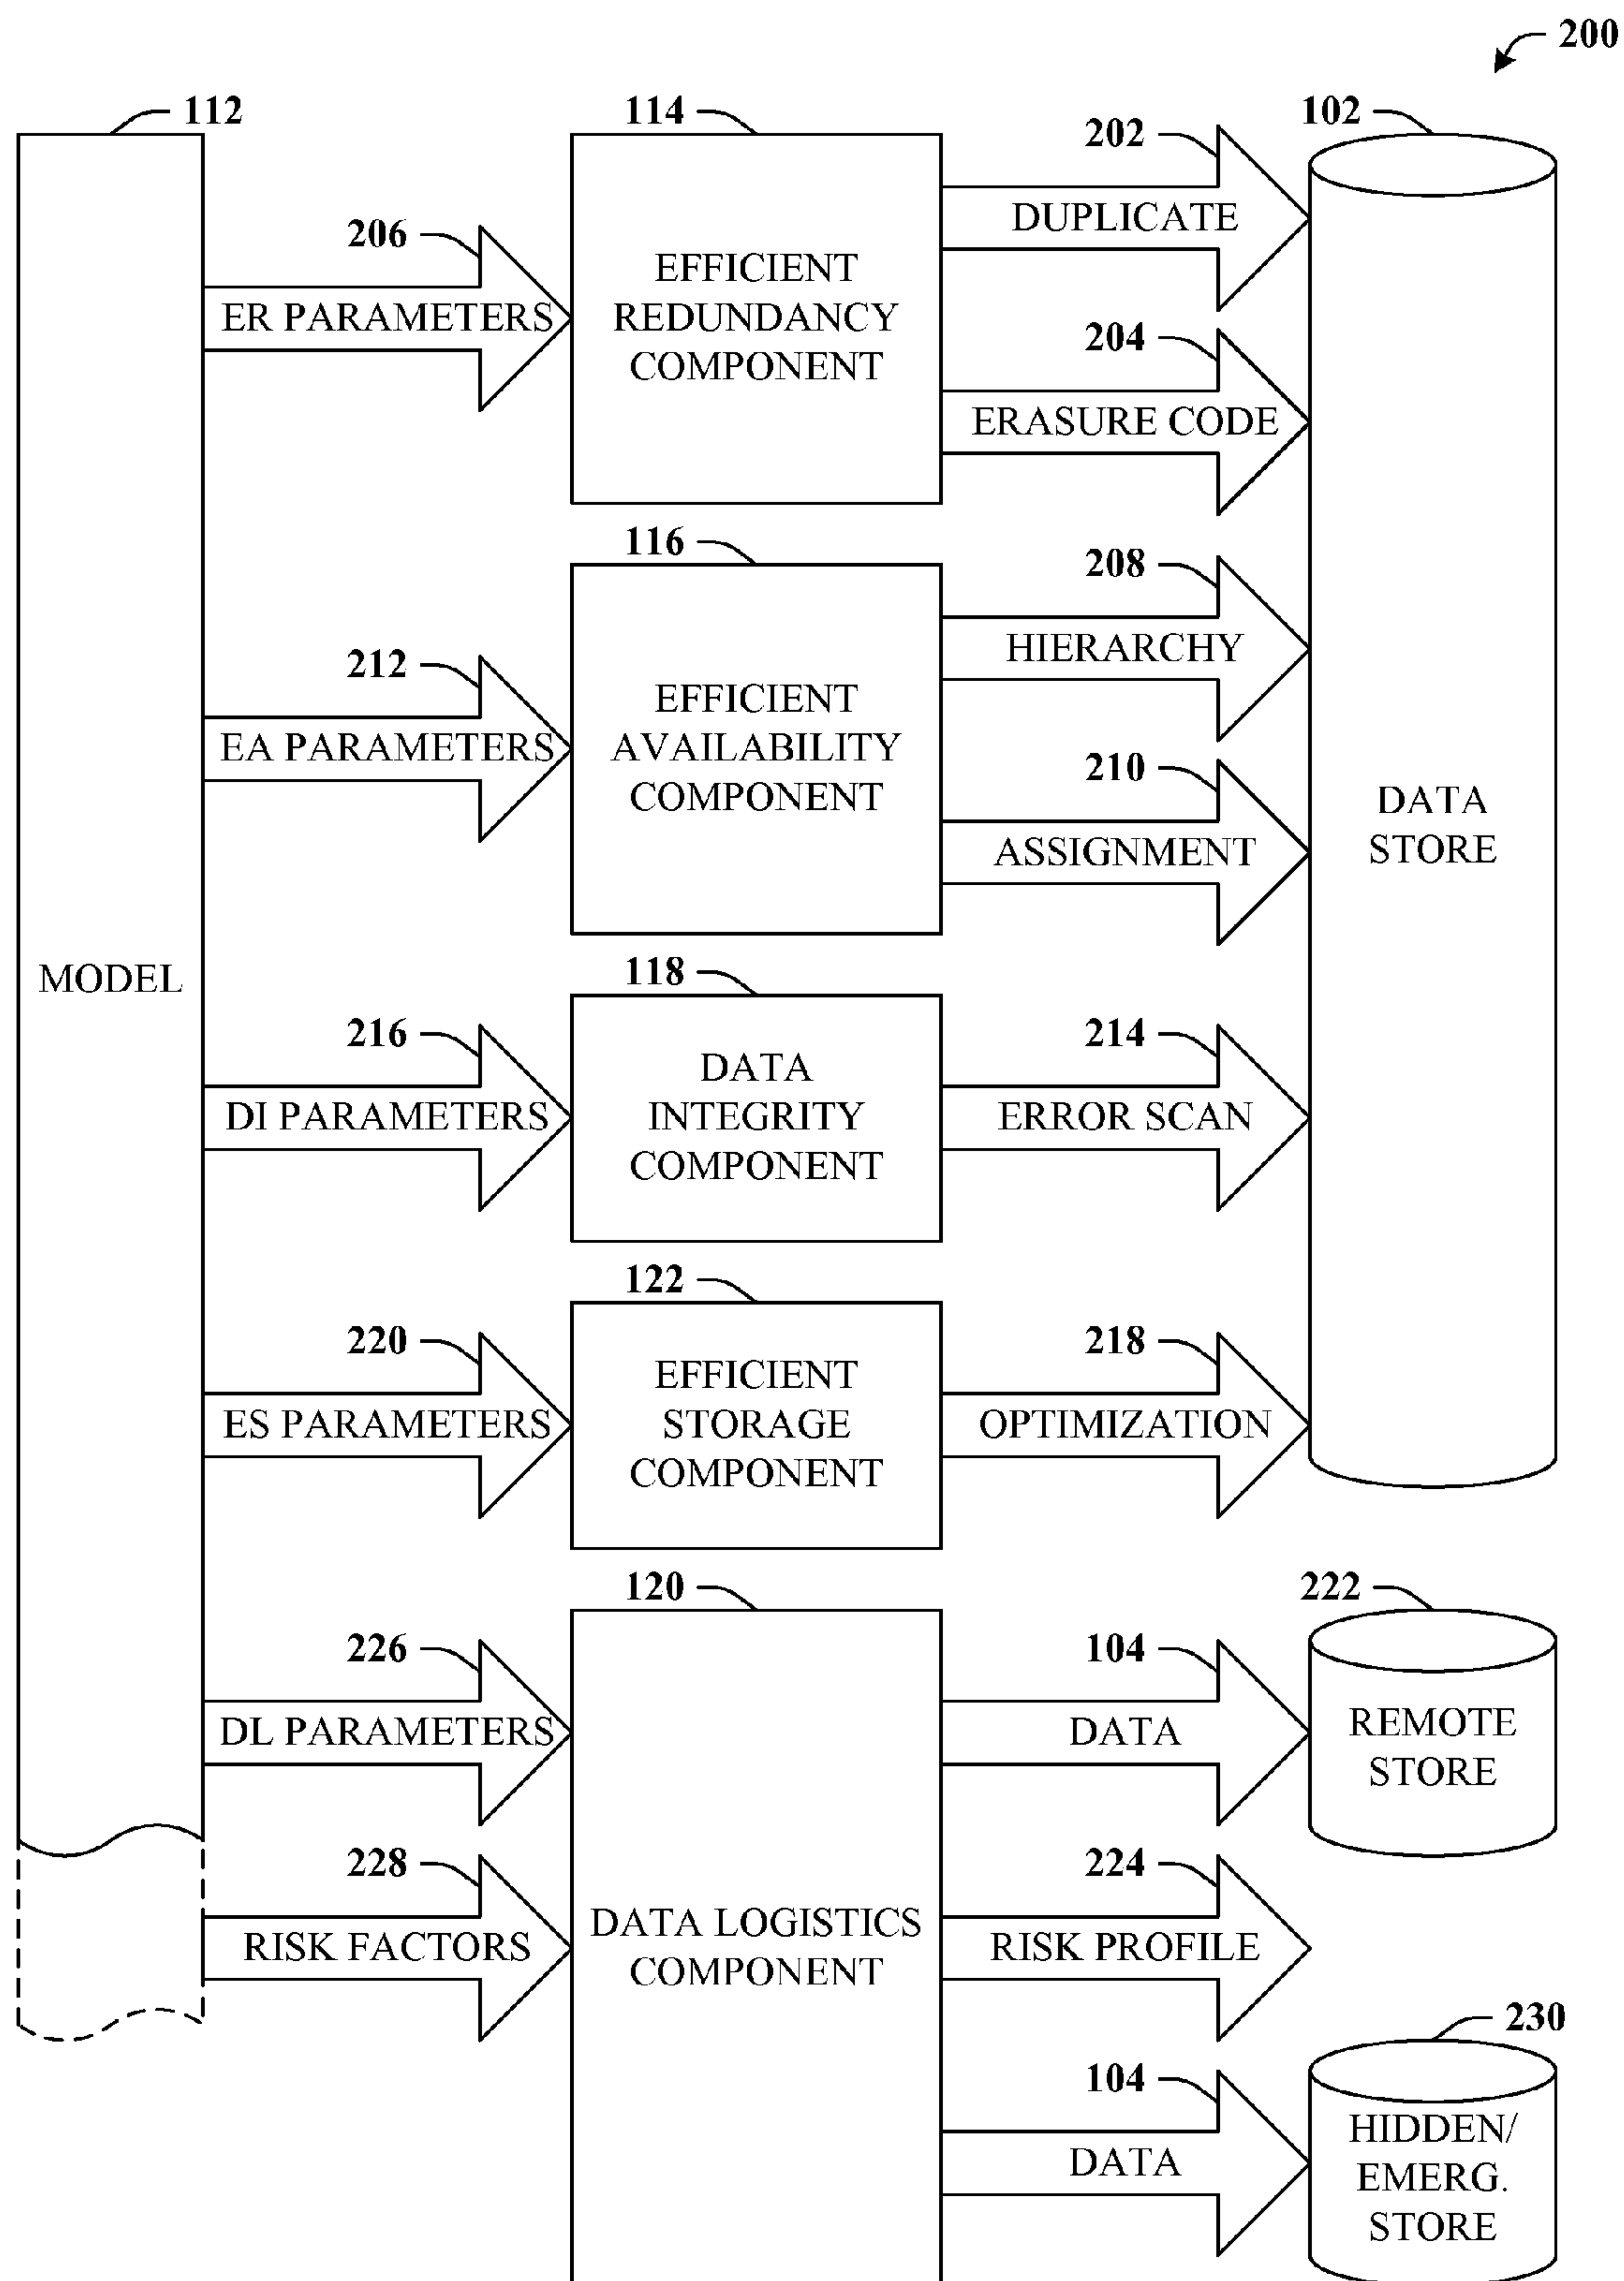 200
112
114
202
102
206
DUPLICATE
ER PARAMETERS
EFFICIENT
REDUNDANCY
COMPONENT
204
ERASURE CODE
116
208
212
HIERARCHY
EA PARAMETERS
EFFICIENT
AVAILABILITY
COMPONENT
210
ASSIGNMENT
DATA
STORE
MODEL
118
216
214
DI PARAMETERS
DATA
INTEGRITY
COMPONENT
ERROR SCAN
122
220
218
ES PARAMETERS
EFFICIENT
STORAGE
COMPONENT
OPTIMIZATION
120
222
226
104
DL PARAMETERS
DATA
REMOTE
STORE
228
224
RISK FACTORS
DATA LOGISTICS
COMPONENT
RISK PROFILE
230
104
DATA
HIDDEN/
EMERG.
STORE